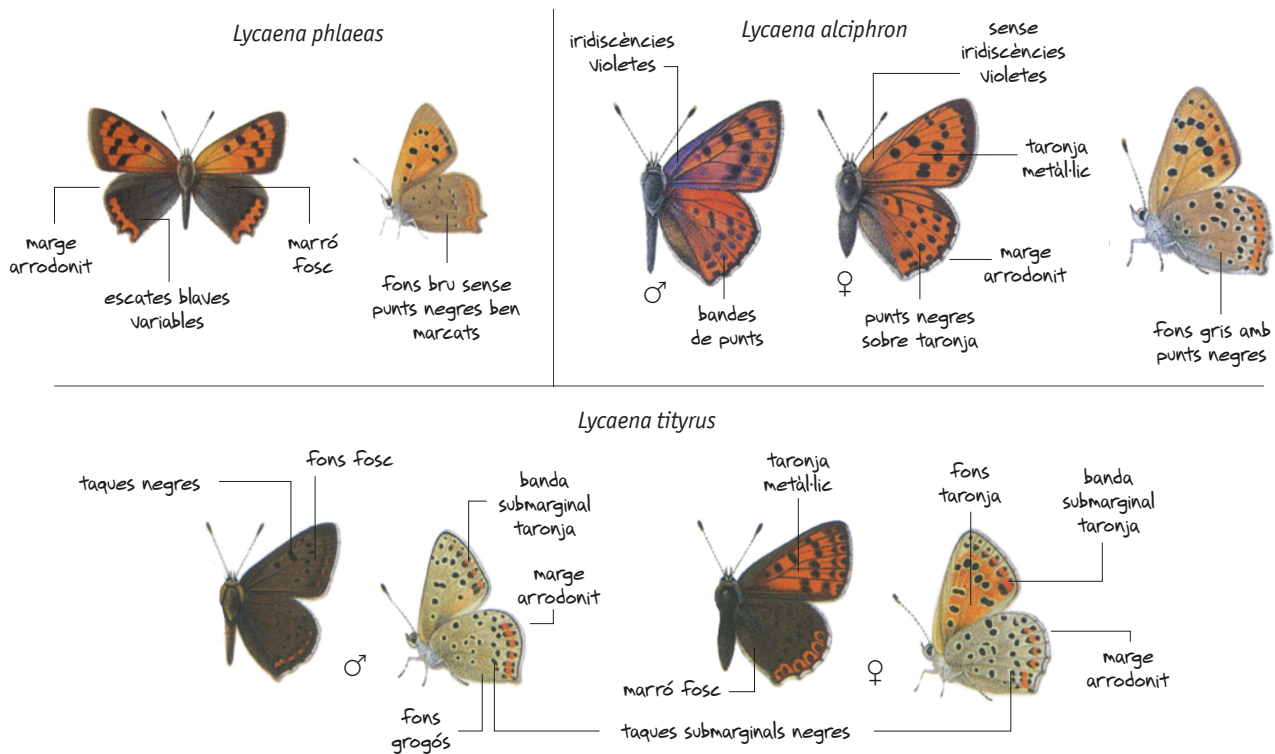 Lycaena phlaeas
marge
arrodonit
escates blaves
variables
marró
fosc
fons bru sense
punts negres ben
marcats
Lycaena alciphron
iridiscències
violetes
sense
iridiscències
violetes
taronja
metàl·lic
marge
arrodonit
♂
bandes
de punts
♀
punts negres
sobre taronja
fons gris amb
punts negres
Lycaena tityrus
taques negres
fons fosc
banda
submarginal
taronja
marge
arrodonit
♂
fons
grogós
taques submarginals negres
taronja
metàl·lic
marró fosc
♀
fons
taronja
banda
submarginal
taronja
marge
arrodonit